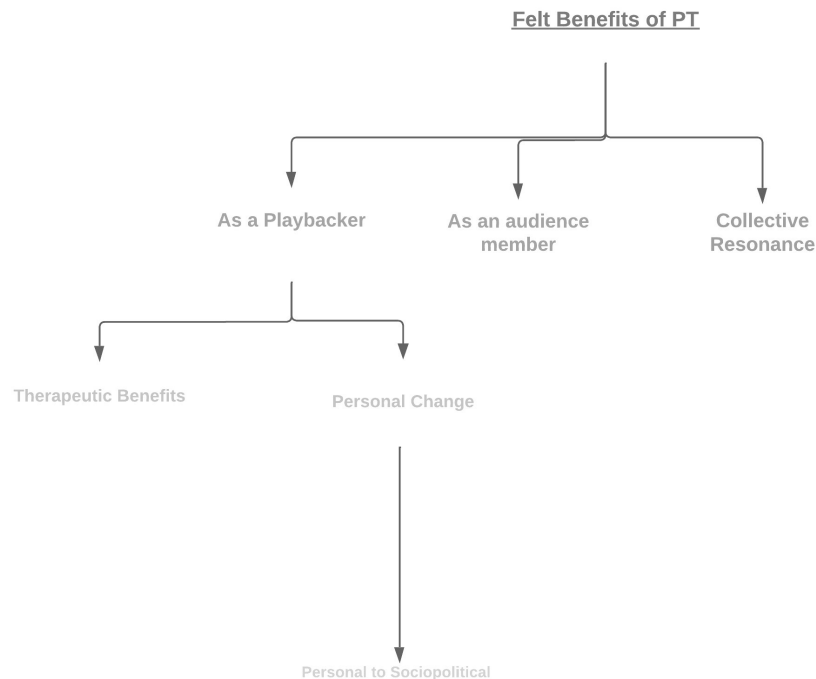 Felt Benefits of PT
As a Playbacker
As an audience
member
Collective
Resonance
Therapeutic Benefits
Personal Change
Personal to Sociopolitical